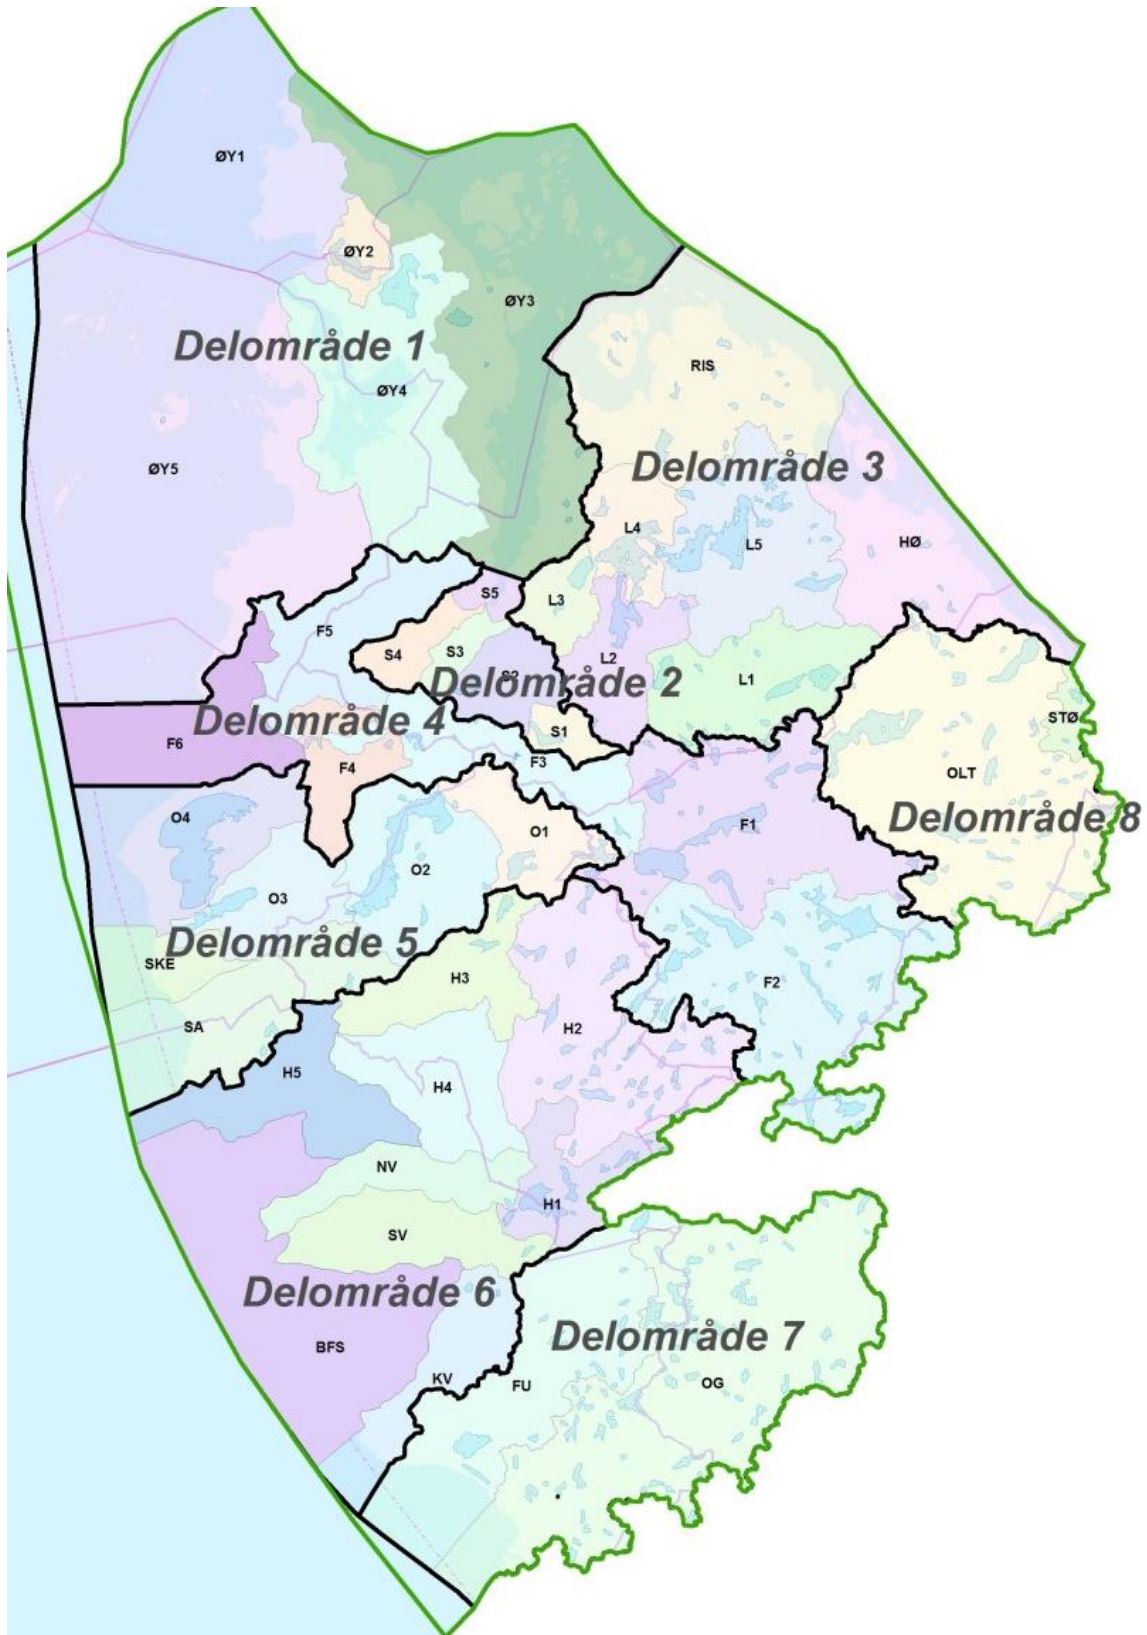 ØY1
ØY2
ØY3
Delområde 1
RIS
ØY4
ØY5
Delområde 3
L4
L5
HØ
S5
L3
F5
S4
S3
L2
S2
Delområde 2
L1
STØ
Delområde 4
S1
F6
F3
F4
OLT
O4
O1
F1
Delområde 8
O2
O3
Delområde 5
SKE
H3
F2
SA
H2
H5
H4
NV
H1
SV
Delområde 6
Delområde 7
BFS
KV
FU
OG